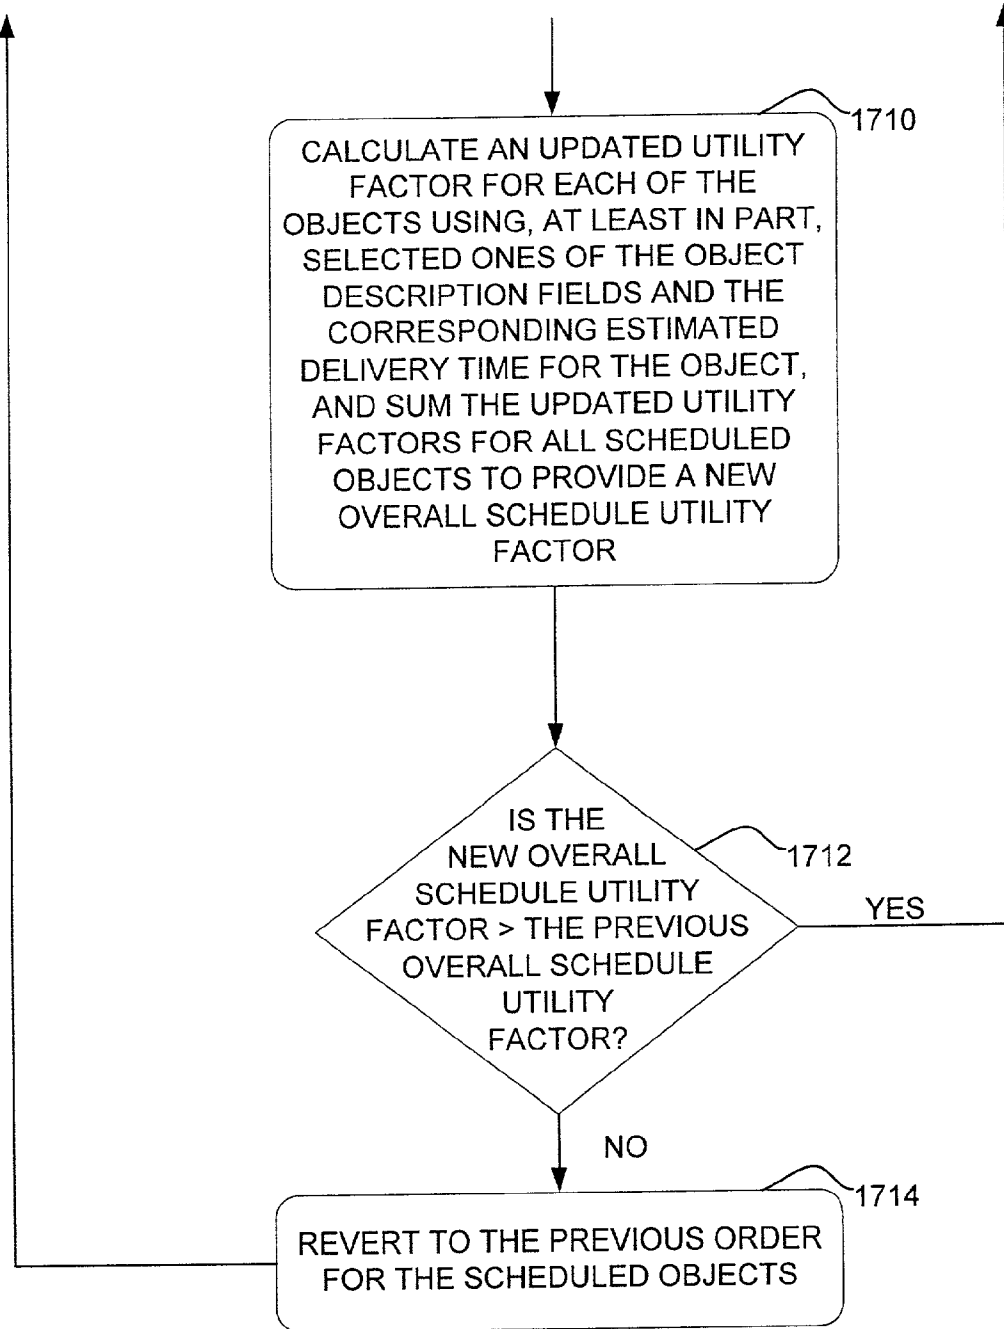 1710
CALCULATE AN UPDATED UTILITY
FACTOR FOR EACH OF THE
OBJECTS USING, AT LEAST IN PART,
SELECTED ONES OF THE OBJECT
DESCRIPTION FIELDS AND THE
CORRESPONDING ESTIMATED
DELIVERY TIME FOR THE OBJECT,
AND SUM THE UPDATED UTILITY
FACTORS FOR ALL SCHEDULED
OBJECTS TO PROVIDE A NEW
OVERALL SCHEDULE UTILITY
FACTOR
IS THE
NEW OVERALL
SCHEDULE UTILITY
FACTOR > THE PREVIOUS
OVERALL SCHEDULE
UTILITY
FACTOR?
1712
YES
NO
1714
REVERT TO THE PREVIOUS ORDER
FOR THE SCHEDULED OBJECTS